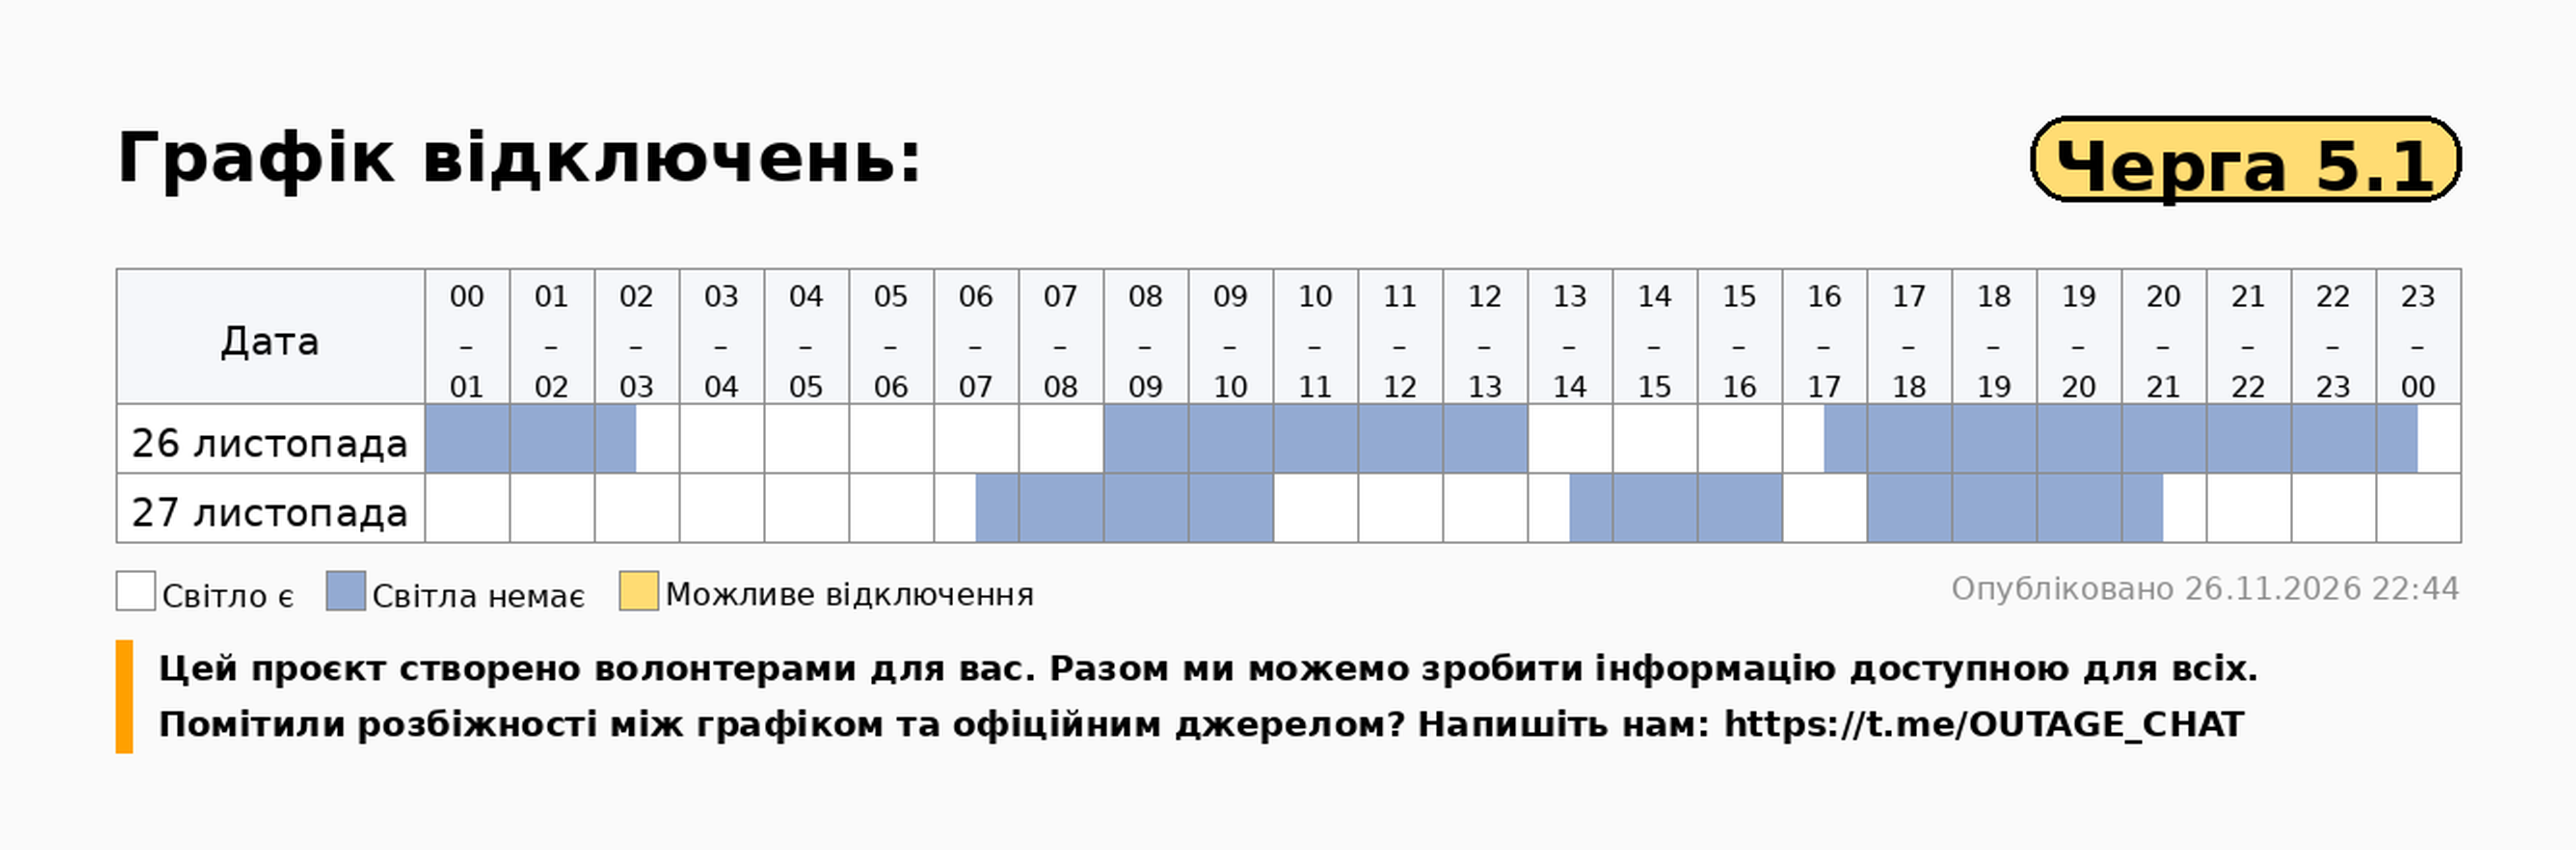 Графік відключень:
Черга 5.1
Дата
00 – 01
01 – 02
02 – 03
03 – 04
04 – 05
05 – 06
06 – 07
07 – 08
08 – 09
09 – 10
10 – 11
11 – 12
12 – 13
13 – 14
14 – 15
15 – 16
16 – 17
17 – 18
18 – 19
19 – 20
20 – 21
21 – 22
22 – 23
23 – 00
26 листопада
27 листопада
Світло є
Світла немає
Можливе відключення
Опубліковано 26.11.2026 22:44
Цей проєкт створено волонтерами для вас. Разом ми можемо зробити інформацію доступною для всіх.
Помітили розбіжності між графіком та офіційним джерелом? Напишіть нам: https://t.me/OUTAGE_CHAT